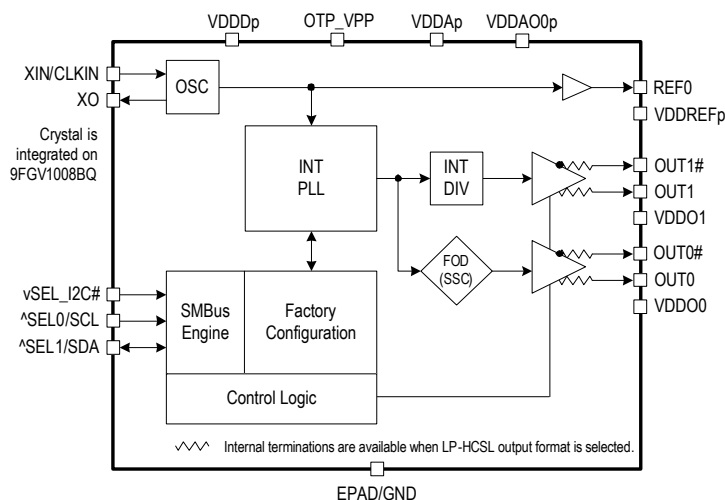 VDDDp
OTP_VPP
VDDAp
VDDAO0p
XIN/CLKIN
XO
OSC
REF0
VDDREFp
Crystal is
integrated on
9FGV1008BQ
INT
PLL
INT
DIV
OUT1#
OUT1
VDDO1
FOD
(SSC)
OUT0#
OUT0
VDDO0
vSEL_I2C#
^SEL0/SCL
^SEL1/SDA
SMBus
Engine
Factory
Configuration
Control Logic
Internal terminations are available when LP-HCSL output format is selected.
EPAD/GND